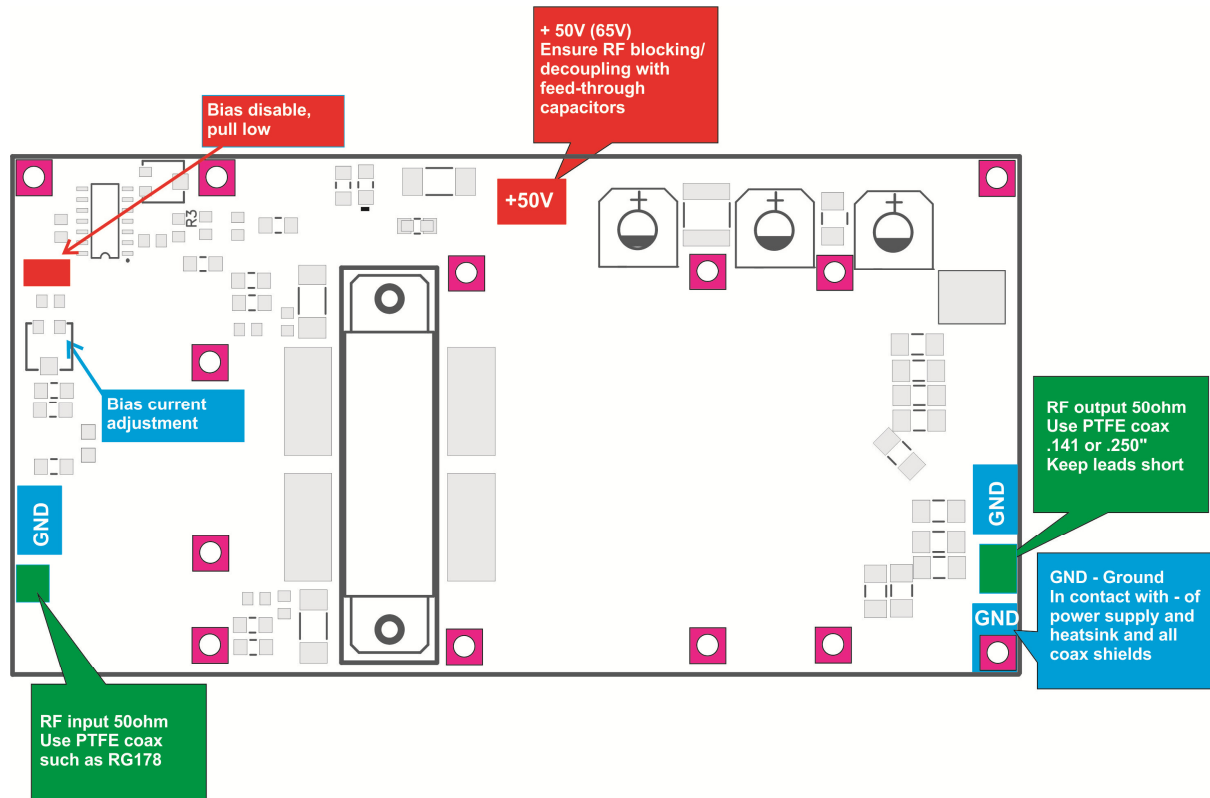 + 50V (65V)
Ensure RF blocking/
decoupling with
feed-through
capacitors
Bias disable,
pull low
+50V
R3
Bias current
adjustment
RF output 50ohm
Use PTFE coax
.141 or .250"
Keep leads short
GND
GND
GND - Ground
In contact with - of
power supply and
heatsink and all
coax shields
GND
RF input 50ohm
Use PTFE coax
such as RG178